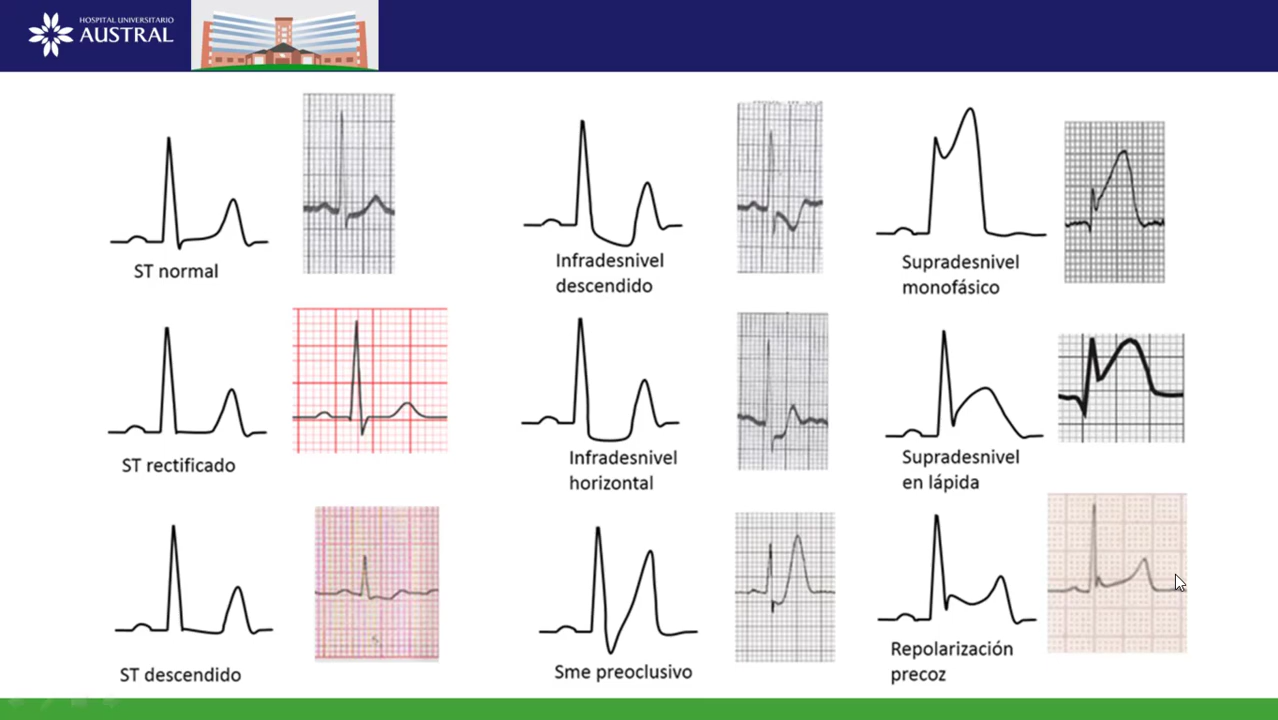 HOSPITAL UNIVERSITARIO
AUSTRAL
ST normal
Infradesnivel
descendido
Supradesnivel
monofásico
ST rectificado
Infradesnivel
horizontal
Supradesnivel
en lápida
ST descendido
Sme preoclusivo
Repolarización
precoz